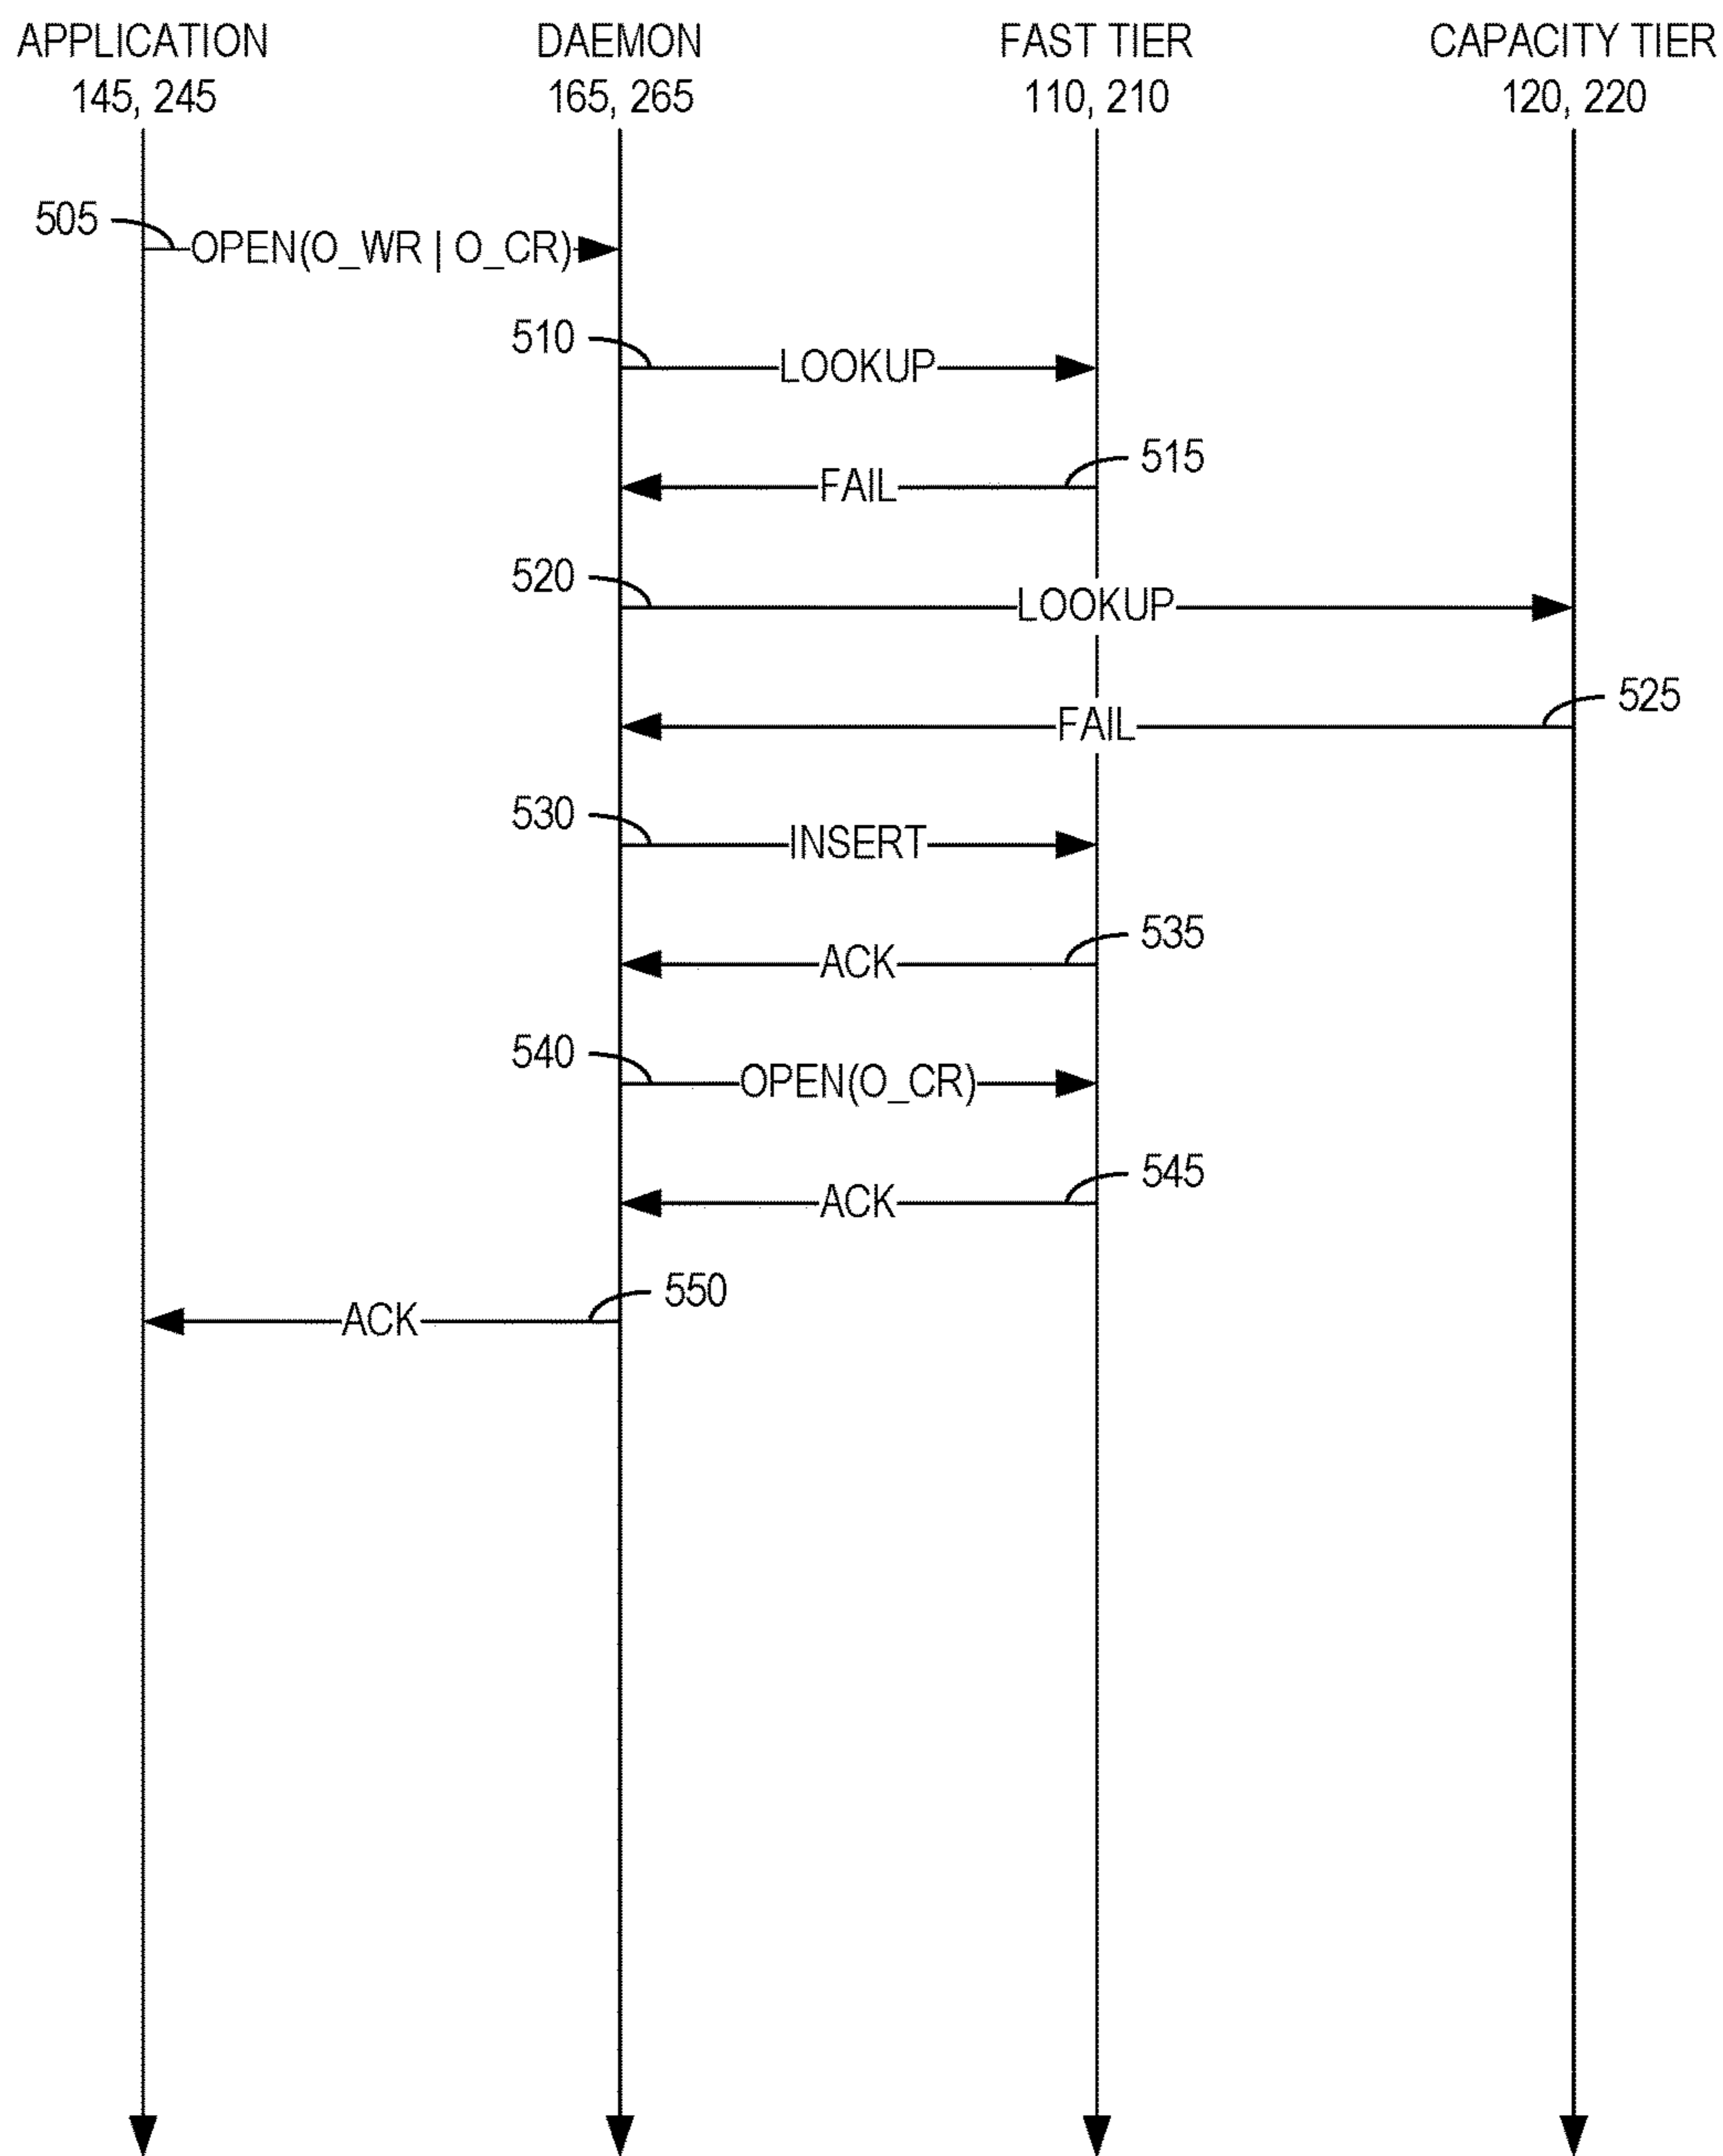 APPLICATION
145, 245
DAEMON
165, 265
FAST TIER
110, 210
CAPACITY TIER
120, 220
505
OPEN(O_WR | O_CR)
510
LOOKUP
515
FAIL
520
LOOKUP
525
FAIL
530
INSERT
535
ACK
540
OPEN(O_CR)
545
ACK
550
ACK